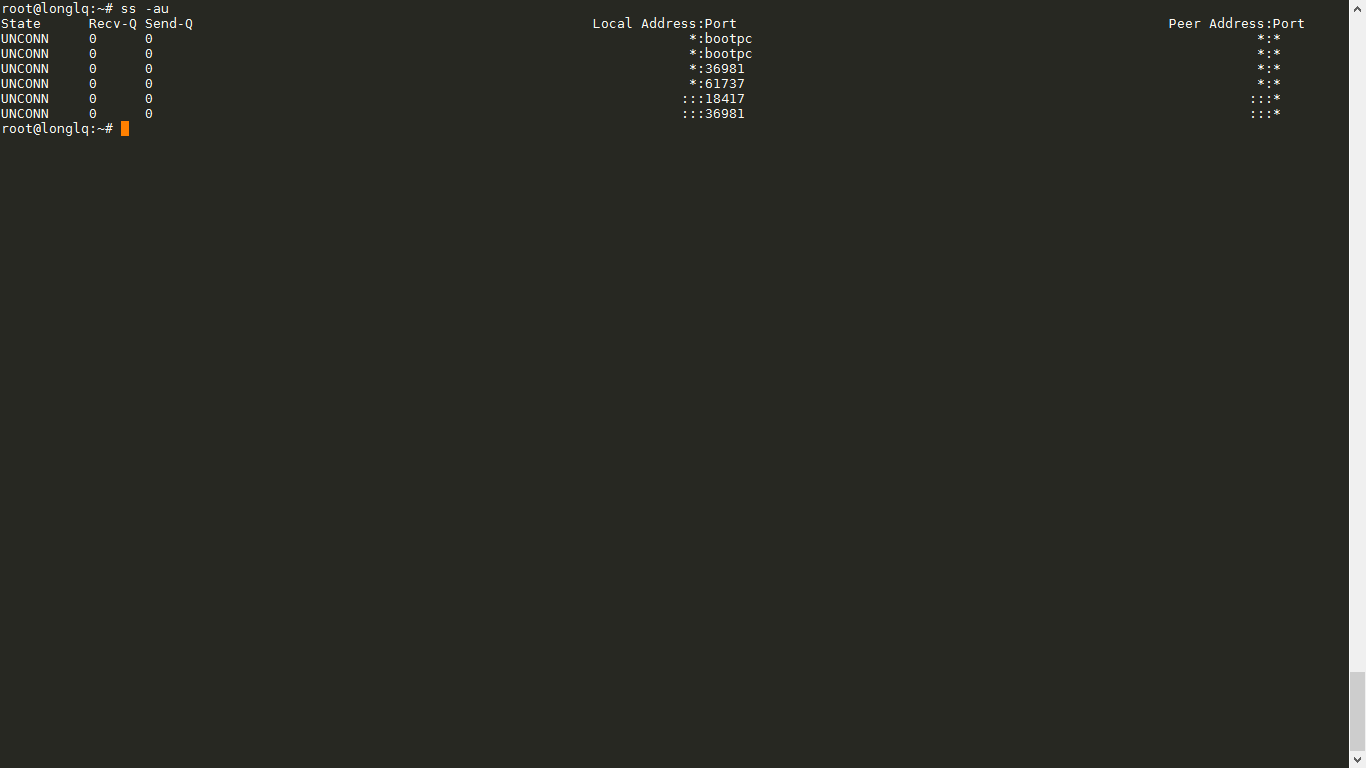 root@longlq:~# ss -au
State      Recv-Q Send-Q                                                  Local Address:Port                                                      Peer Address:Port
UNCONN     0      0                                                                   *:bootpc                                                               *:*
UNCONN     0      0                                                                   *:bootpc                                                               *:*
UNCONN     0      0                                                                   *:36981                                                                *:*
UNCONN     0      0                                                                   *:61737                                                                *:*
UNCONN     0      0                                                                  :::18417                                                               :::*
UNCONN     0      0                                                                  :::36981                                                               :::*
root@longlq:~#